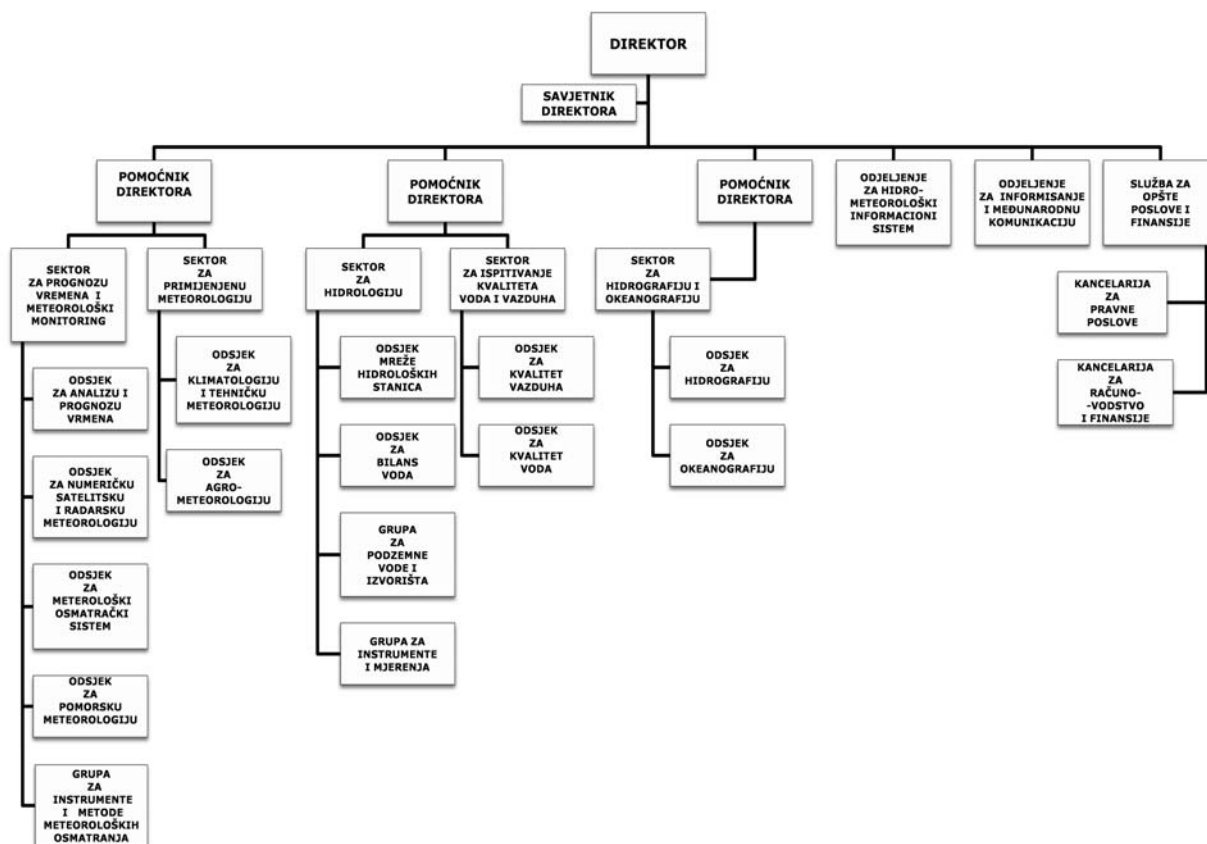 DIREKTOR
SAVJETNIK
DIREKTORA
POMOĆNIK
DIREKTORA
POMOĆNIK
DIREKTORA
POMOĆNIK
DIREKTORA
ODJELJENJE
ZA HIDRO-
METEOROLOŠKI
INFORMACIONI
SISTEM
ODJELJENJE
ZA INFORMISANJE
I MEĐUNARODNU
KOMUNIKACIJU
SLUŽBA ZA
OPŠTE
POSLOVE I
FINANSIJE
SEKTOR
ZA PROGNOZU
VREMENA I
METEOROLOŠKI
MONITORING
SEKTOR
ZA
PRIMIJENJENU
METEOROLOGIJU
SEKTOR
ZA
HIDROLOGIJU
SEKTOR
ZA ISPITIVANJE
KVALITETA
VODA I VAZDUHA
SEKTOR
ZA
HIDROGRAFIJU I
OKEANOGRAFIJU
KANCELARIJA
ZA
PRAVNE
POSLOVE
KANCELARIJA
ZA
RAČUNO-
-VODSTVO
I FINANSIJE
ODSJEK
ZA ANALIZU I
PROGNOZU
VRMENA
ODSJEK
ZA NUMERIČKU
SATELITSKU
I RADARSKU
METEOROLOGIJU
ODSJEK
ZA
METEROLOŠKI
OSMATRAČKI
SISTEM
ODSJEK
ZA
POMORSKU
METEOROLOGIJU
GRUPA
ZA
INSTRUMENTE
I METODE
METEOROLOŠKIH
OSMATRANJA
ODSJEK
ZA
KLIMATOLOGIJU
I TEHNIČKU
METEOROLOGIJU
ODSJEK
ZA
AGRO-
METEOROLOGIJU
ODSJEK
MREŽE
HIDROLOŠKIH
STANICA
ODSJEK
ZA
BILANS
VODA
GRUPA
ZA
PODZEMNE
VODE I
IZVORIŠTA
GRUPA ZA
INSTRUMENTE
I MJERENJA
ODSJEK
ZA
KVALITET
VAZDUHA
ODSJEK
ZA
KVALITET
VODA
ODSJEK
ZA
HIDROGRAFIJU
ODSJEK
ZA
OKEANOGRAFIJU